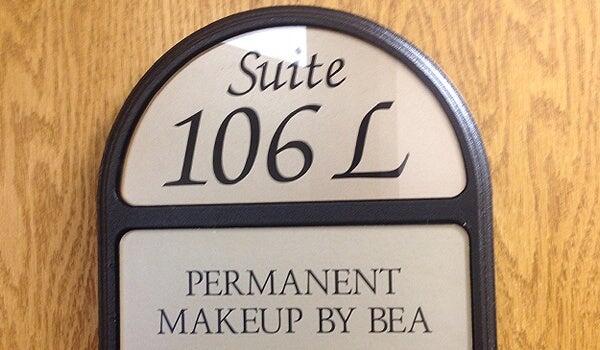 Suite
106 L
PERMANENT
MAKEUP BY BEA